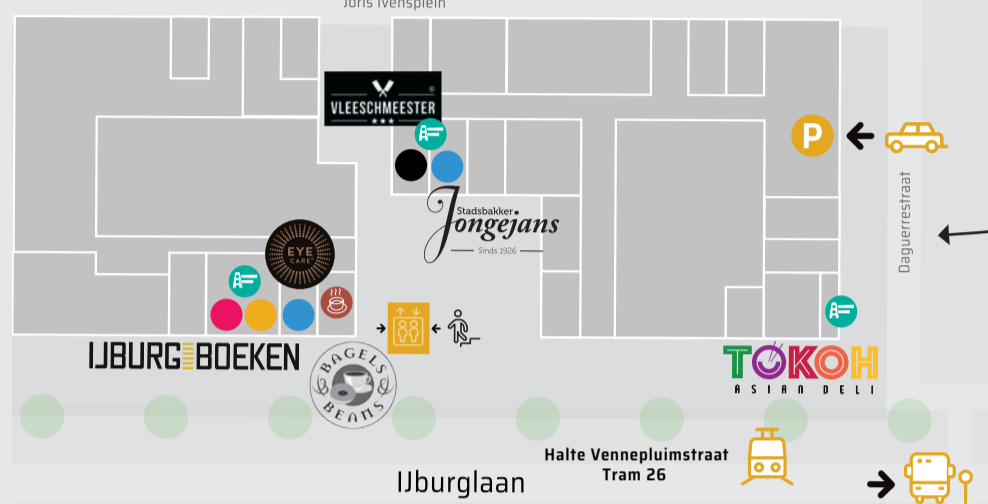 Joris Ivensplein
VLEESCHMEESTER
®
P
Daguerrestraat
Stadsbakker
Jongejans
Sinds 1926
EYE
CARE
IJBURG BOEKEN
BAGELS
BEANS
TOKOH
ASIAN DELI
Halte Vennepluimstraat
Tram 26
IJburglaan